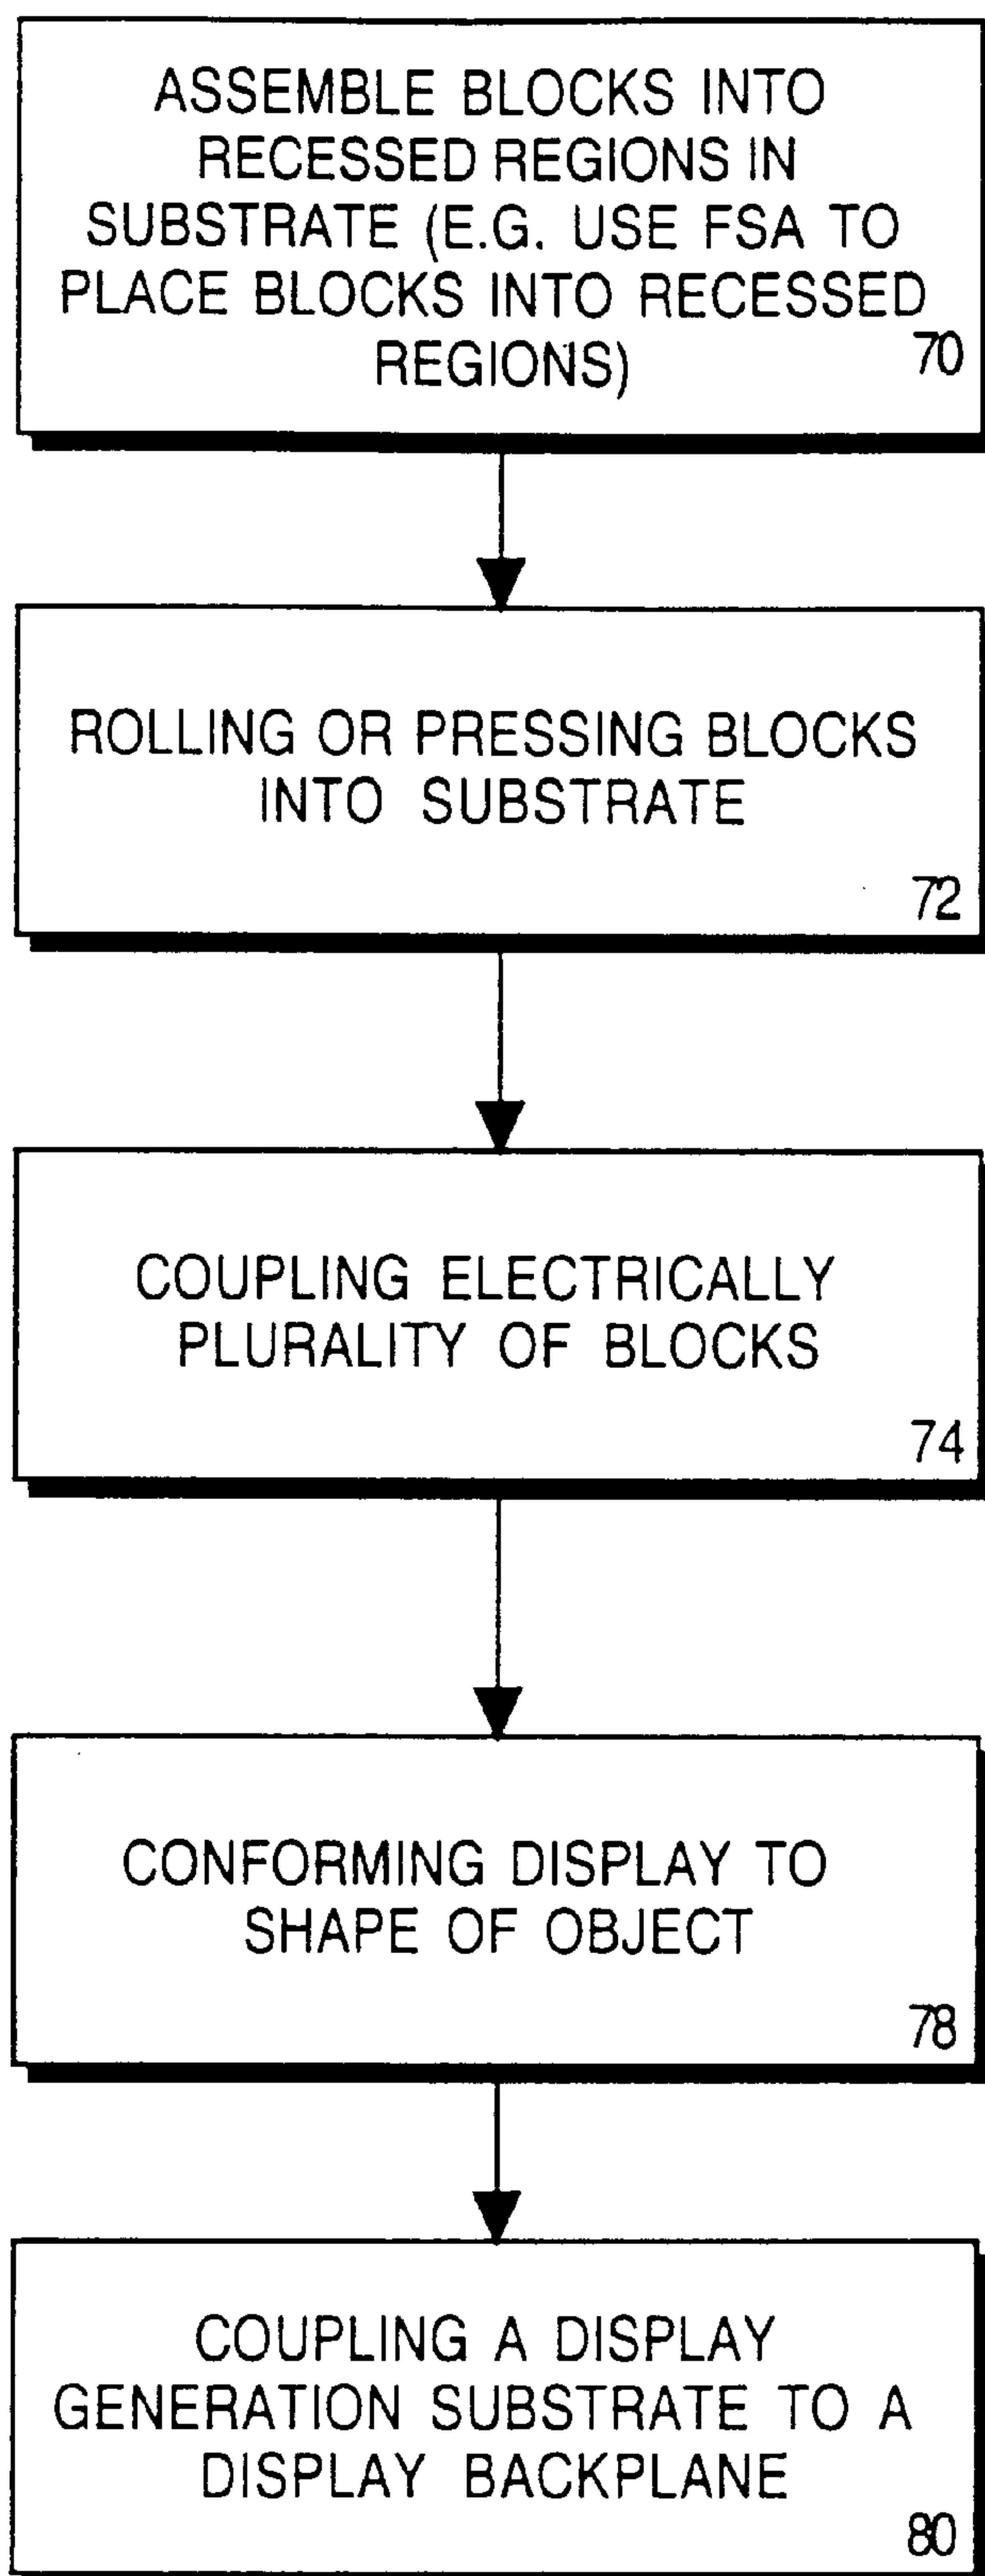 ASSEMBLE BLOCKS INTO
RECESSED REGIONS IN
SUBSTRATE (E.G. USE FSA TO
PLACE BLOCKS INTO RECESSED
REGIONS)
70
ROLLING OR PRESSING BLOCKS
INTO SUBSTRATE
72
COUPLING ELECTRICALLY
PLURALITY OF BLOCKS
74
CONFORMING DISPLAY TO
SHAPE OF OBJECT
78
COUPLING A DISPLAY
GENERATION SUBSTRATE TO A
DISPLAY BACKPLANE
80